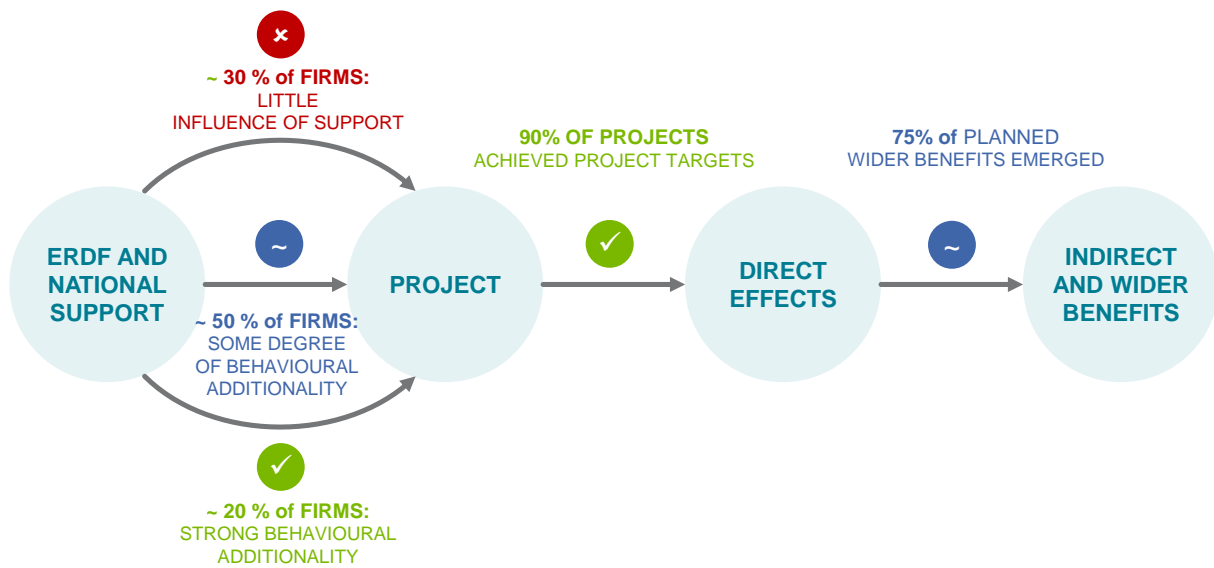 ~ 30 % of FIRMS:
LITTLE
INFLUENCE OF SUPPORT
90% OF PROJECTS
ACHIEVED PROJECT TARGETS
75% of PLANNED
WIDER BENEFITS EMERGED
ERDF AND
NATIONAL
SUPPORT
~
PROJECT
DIRECT
EFFECTS
~
INDIRECT
AND WIDER
BENEFITS
~ 50 % of FIRMS:
SOME DEGREE
OF BEHAVIOURAL
ADDITIONALITY
~ 20 % of FIRMS:
STRONG BEHAVIOURAL
ADDITIONALITY